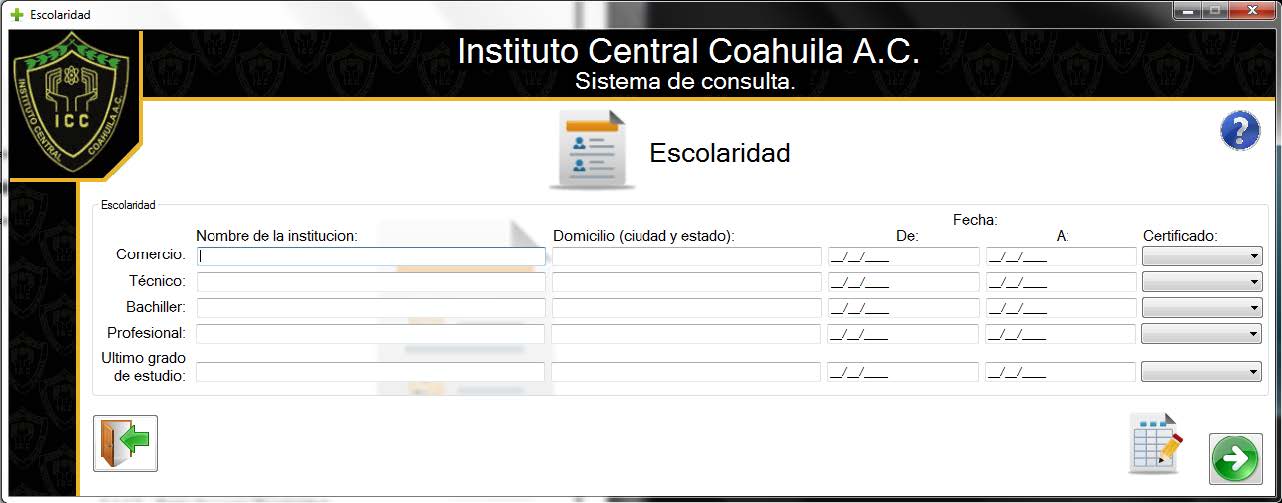 Escolaridad
Instituto Central Coahuila A.C.
Sistema de consulta.
INSTITUTO CENTRAL COAHUILA A.C.
ICC
Escolaridad
Escolaridad
Fecha:
Nombre de la institucion: Domicilio (ciudad y estado): De: A: Certificado:
Comercio: __/__/____ __/__/____
Técnico: __/__/____ __/__/____
Bachiller: __/__/____ __/__/____
Profesional: __/__/____ __/__/____
Ultimo grado
de estudio: __/__/____ __/__/____